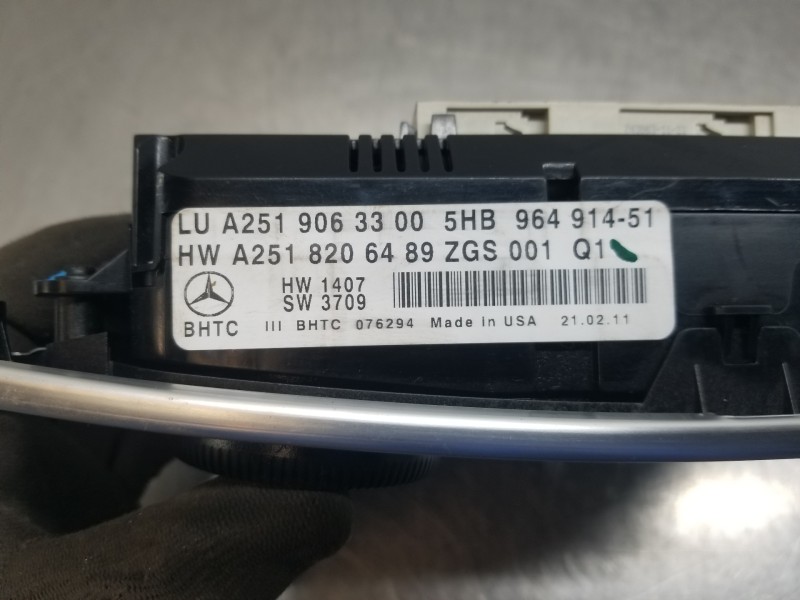 LU A251 906 33 00 5HB 964 914-51
HW A251 820 64 89 ZGS 001 Q1
HW 1407
SW 3709
BHTC III BHTC 076294 Made in USA 21.02.11